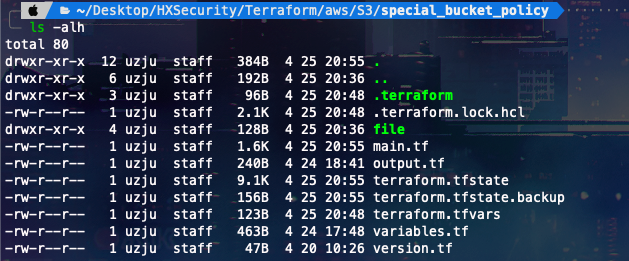 ~/Desktop/HXSecurity/Terraform/aws/S3/special_bucket_policy
ls -alh
total 80
drwxr-xr-x 12 uzju staff 384B 4 25 20:55 .
drwxr-xr-x 6 uzju staff 192B 4 25 20:36 ..
drwxr-xr-x 3 uzju staff 96B 4 25 20:48 .terraform
-rw-r--r-- 1 uzju staff 2.1K 4 25 20:48 .terraform.lock.hcl
drwxr-xr-x 4 uzju staff 128B 4 25 20:36 file
-rw-r--r-- 1 uzju staff 1.6K 4 25 20:55 main.tf
-rw-r--r-- 1 uzju staff 240B 4 24 18:41 output.tf
-rw-r--r-- 1 uzju staff 9.1K 4 25 20:55 terraform.tfstate
-rw-r--r-- 1 uzju staff 156B 4 25 20:55 terraform.tfstate.backup
-rw-r--r-- 1 uzju staff 123B 4 25 20:48 terraform.tfvars
-rw-r--r-- 1 uzju staff 463B 4 24 17:48 variables.tf
-rw-r--r-- 1 uzju staff 47B 4 20 10:26 version.tf